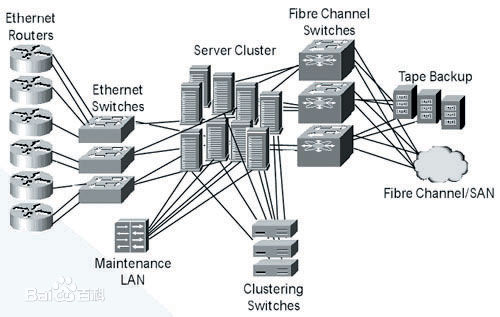 Ethernet
Routers
Ethernet
Switches
Server Cluster
Fibre Channel
Switches
Tape Backup
Fibre Channel/SAN
Maintenance
LAN
Clustering
Switches
Bai百科